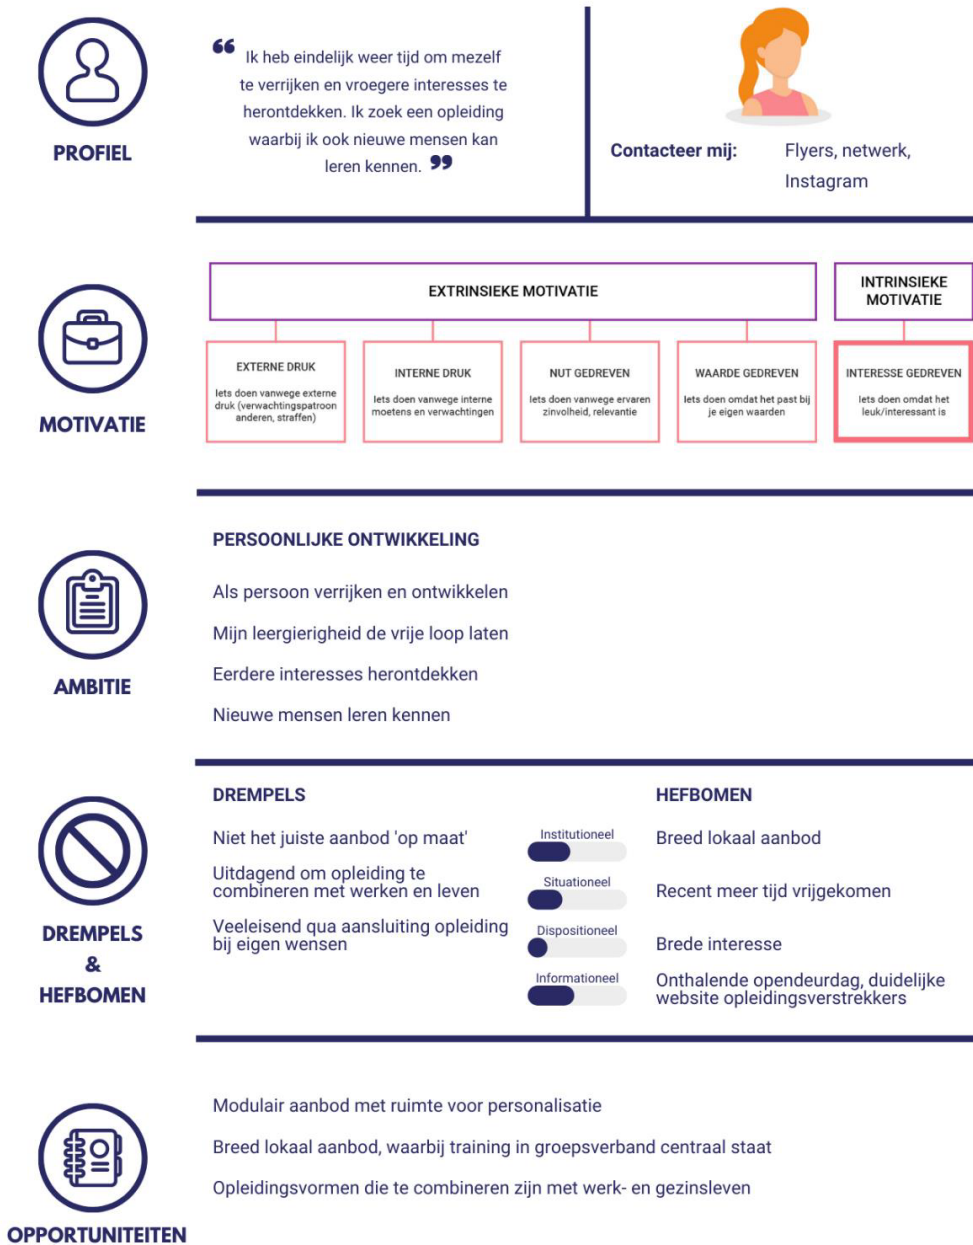 PROFIEL
“ Ik heb eindelijk weer tijd om mezelf
te verrijken en vroegere interesses te
herontdekken. Ik zoek een opleiding
waarbij ik ook nieuwe mensen kan
leren kennen. ”
Contacteer mij: Flyers, netwerk,
Instagram
MOTIVATIE
EXTRINSIEKE MOTIVATIE
INTRINSIEKE
MOTIVATIE
EXTERNE DRUK
Iets doen vanwege externe
druk (verwachtingspatroon
anderen, straffen)
INTERNE DRUK
Iets doen vanwege interne
moetens en verwachtingen
NUT GEDREVEN
Iets doen vanwege ervaren
zinvolheid, relevantie
WAARDE GEDREVEN
Iets doen omdat het past bij
je eigen waarden
INTERESSE GEDREVEN
Iets doen omdat het
leuk/interessant is
AMBITIE
PERSOONLIJKE ONTWIKKELING
Als persoon verrijken en ontwikkelen
Mijn leergierigheid de vrije loop laten
Eerdere interesses herontdekken
Nieuwe mensen leren kennen
DREMPELS
&
HEFBOMEN
DREMPELS
Niet het juiste aanbod 'op maat'
Uitdagend om opleiding te
combineren met werken en leven
Veeleisend qua aansluiting opleiding
bij eigen wensen
Institutioneel
Situationeel
Dispositioneel
Informationeel
HEFBOMEN
Breed lokaal aanbod
Recent meer tijd vrijgekomen
Brede interesse
Onthalende opendeurdag, duidelijke
website opleidingsverstrekkers
OPPORTUNITEITEN
Modulair aanbod met ruimte voor personalisatie
Breed lokaal aanbod, waarbij training in groepsverband centraal staat
Opleidingsvormen die te combineren zijn met werk- en gezinsleven